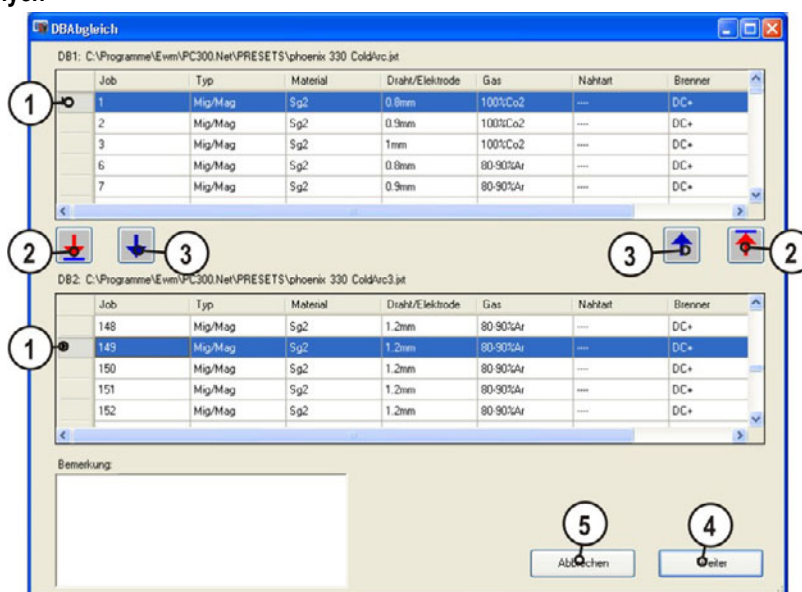 DBAbgleich
DB1: C:\Programme\Ewm\PC300.Net\PRESETS\phoenix 330 ColdArc.jxt
Job Typ Material Draht/Elektrode Gas Nahtart Brenner
1 Mig/Mag Sg2 0.8mm 100%Co2 ---- DC+
2 Mig/Mag Sg2 0.9mm 100%Co2 ---- DC+
3 Mig/Mag Sg2 1mm 100%Co2 ---- DC+
6 Mig/Mag Sg2 0.8mm 80-90%Ar ---- DC+
7 Mig/Mag Sg2 0.9mm 80-90%Ar ---- DC+
1
2 3 3 2
DB2: C:\Programme\Ewm\PC300.Net\PRESETS\phoenix 330 ColdArc3.jxt
Job Typ Material Draht/Elektrode Gas Nahtart Brenner
148 Mig/Mag Sg2 1.2mm 80-90%Ar ---- DC+
149 Mig/Mag Sg2 1.2mm 80-90%Ar ---- DC+
150 Mig/Mag Sg2 1.2mm 80-90%Ar ---- DC+
151 Mig/Mag Sg2 1.2mm 80-90%Ar ---- DC+
152 Mig/Mag Sg2 1.2mm 80-90%Ar ---- DC+
1
Bemerkung:
5 4
Abbrechen Weiter